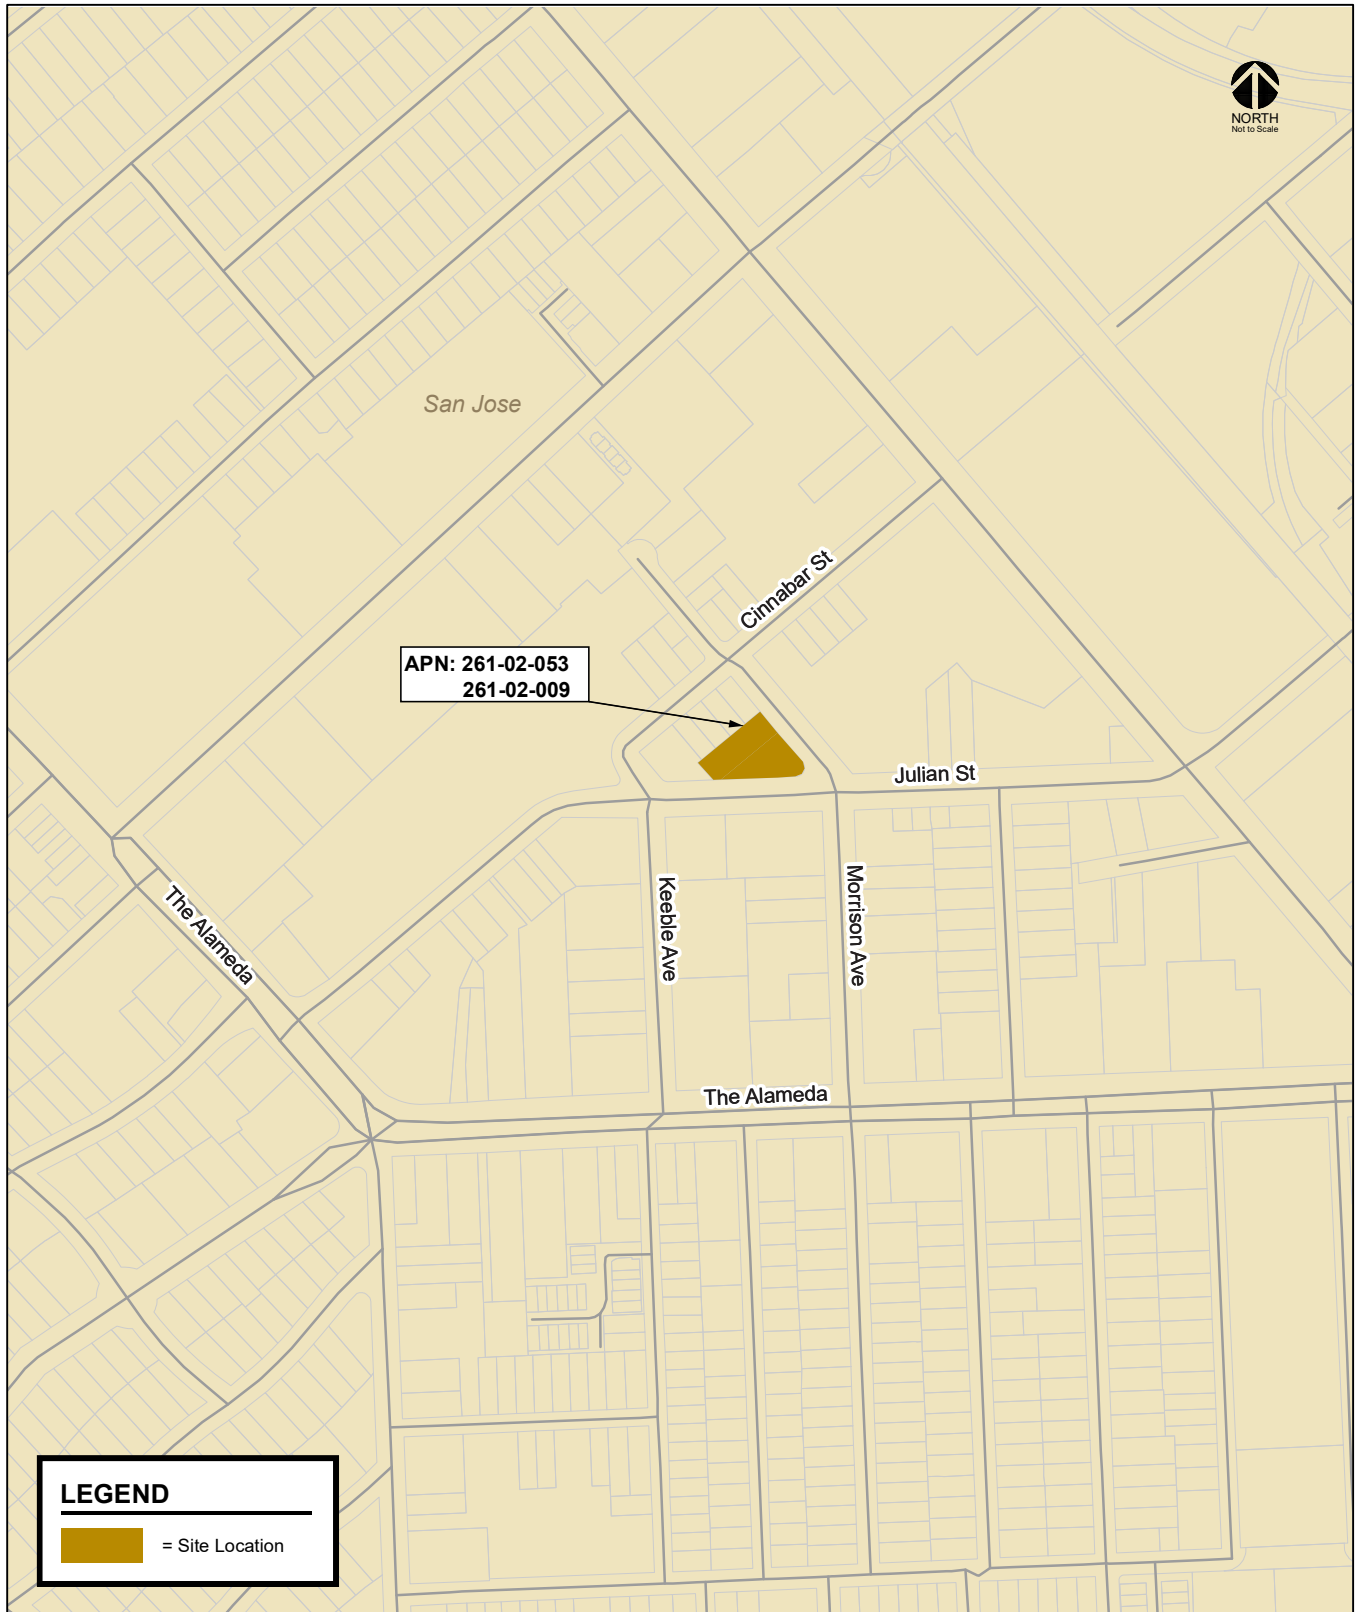 NORTH
Not to Scale
San Jose
Cinnabar St
APN: 261-02-053
261-02-009
Julian St
Keeble Ave
Morrison Ave
The Alameda
The Alameda
LEGEND
= Site Location